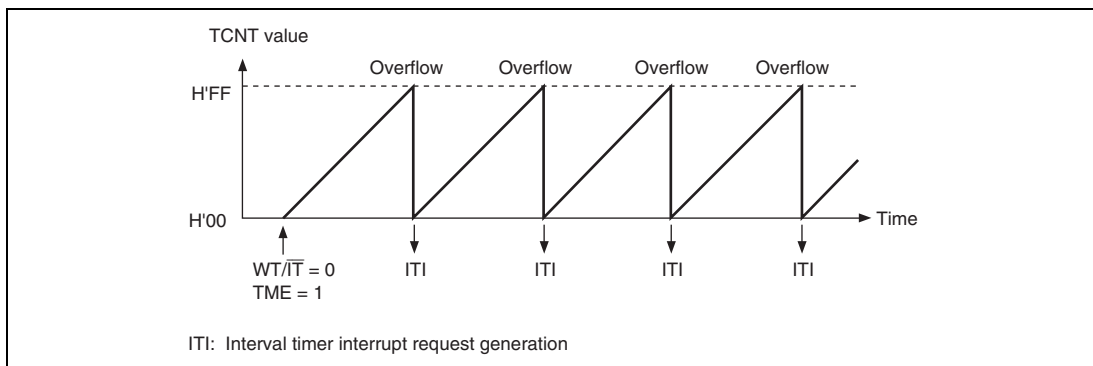 TCNT value
Overflow Overflow Overflow Overflow
H'FF
H'00
Time
WT/I̅T̅ = 0
TME = 1
ITI ITI ITI ITI
ITI: Interval timer interrupt request generation